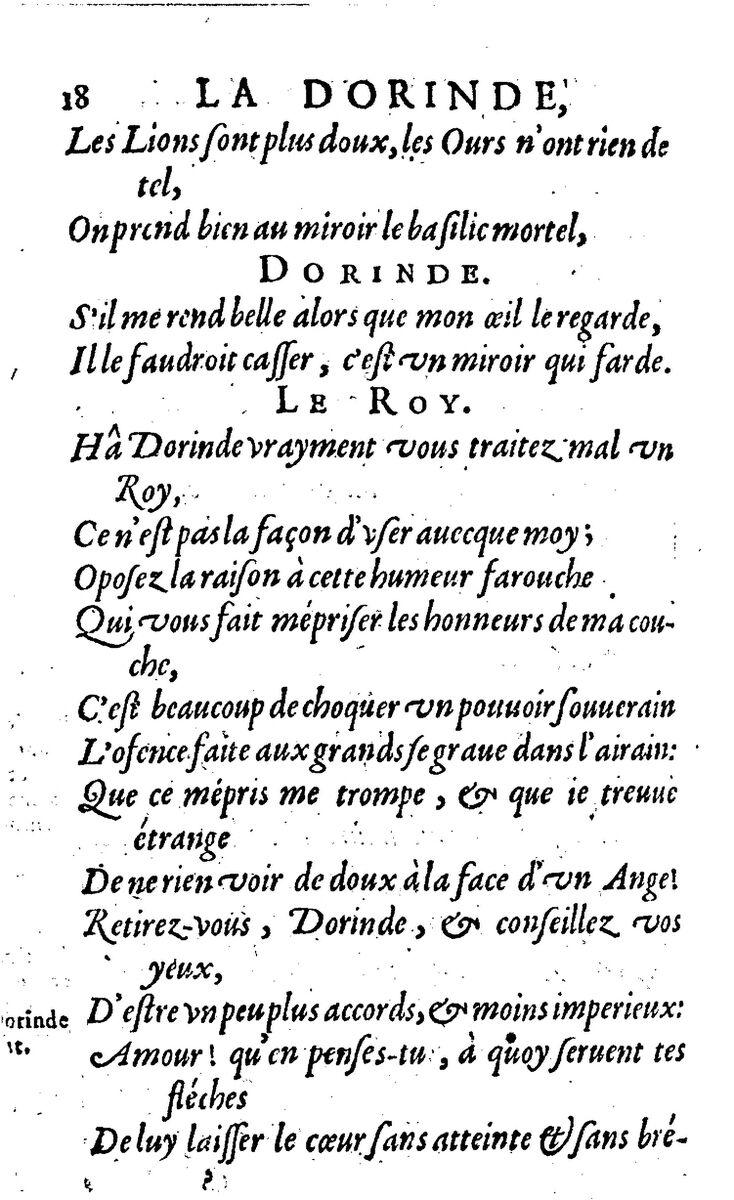 18 LA DORINDE,
Les Lions ſont plus doux, les Ours n'ont rien de
tel,
On prend bien au miroir le baſilic mortel,
DORINDE.
S'il me rend belle alors que mon œil le regarde,
Il le faudroit caſſer, c'eſt vn miroir qui farde.
LE ROY.
Hâ Dorinde vrayment vous traitez mal vn
Roy,
Ce n'eſt pas la façon d'vſer auecque moy;
Opoſez la raiſon à cette humeur farouche
Qui vous fait mépriſer les honneurs de ma cou-
che,
C'eſt beaucoup de choquer vn pouuoir ſouuerain
L'ofence faite aux grands ſe graue dans l'airain:
Que ce mépris me trompe, & que ie treuue
étrange
De ne rien voir de doux à la face d'vn Ange!
Retirez-vous, Dorinde, & conſeillez vos
yeux,
D'eſtre vn peu plus accords, & moins imperieux:
orinde
rt.
Amour! qu'en penſes-tu, à quoy ſeruent tes
fléches
De luy laiſſer le cœur ſans atteinte & ſans bré-